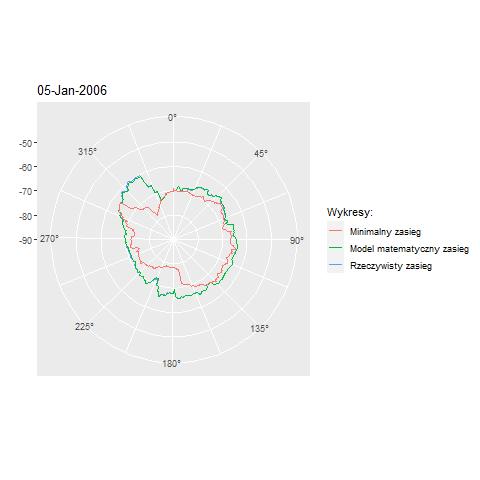 05-Jan-2006
0°
45°
90°
135°
180°
225°
270°
315°
-50
-60
-70
-80
-90
Wykresy:
Minimalny zasieg
Model matematyczny zasieg
Rzeczywisty zasieg